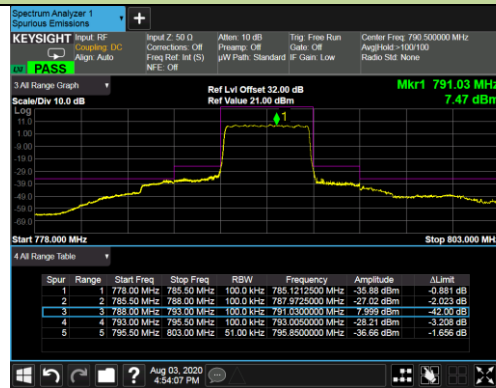 Spectrum Analyzer 1
Spurious Emissions
KEYSIGHT Input: RF Input Z: 50 Ω Atten: 10 dB Trig: Free Run Center Freq: 790.500000 MHz
Coupling: DC Corrections: Off Preamp: Off Gate: Off Avg|Hold:>100/100
Align: Auto Freq Ref: Int (S) µW Path: Standard IF Gain: Low Radio Std: None
LM PASS NFE: Off
3 All Range Graph Ref Lvl Offset 32.00 dB Mkr1 791.03 MHz
Scale/Div 10.0 dB Ref Value 21.00 dBm 7.47 dBm
Log
11.0
1
1.00
-9.00
-19.0
-29.0
-39.0
-49.0
-59.0
-69.0
Start 778.000 MHz Stop 803.000 MHz
4 All Range Table
Spur Range Start Freq Stop Freq RBW Frequency Amplitude ΔLimit
1 1 778.00 MHz 785.50 MHz 100.0 kHz 785.1212500 MHz -35.88 dBm -0.881 dB
2 2 785.50 MHz 788.00 MHz 100.0 kHz 787.9725000 MHz -27.02 dBm -2.023 dB
3 3 788.00 MHz 793.00 MHz 100.0 kHz 791.0300000 MHz 7.999 dBm -42.00 dB
4 4 793.00 MHz 795.50 MHz 100.0 kHz 793.0050000 MHz -28.21 dBm -3.208 dB
5 5 795.50 MHz 803.00 MHz 51.00 kHz 795.8500000 MHz -36.66 dBm -1.656 dB
? Aug 03, 2020
4:54:07 PM